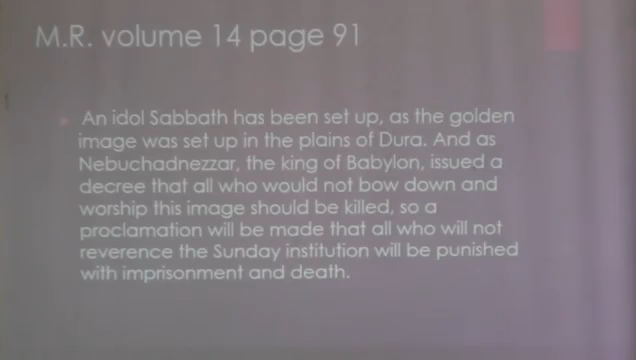 M.R. volume 14 page 91
An idol Sabbath has been set up, as the golden
image was set up in the plains of Dura. And as
Nebuchadnezzar, the king of Babylon, issued a
decree that all who would not bow down and
worship this image should be killed, so a
proclamation will be made that all who will not
reverence the Sunday institution will be punished
with imprisonment and death.